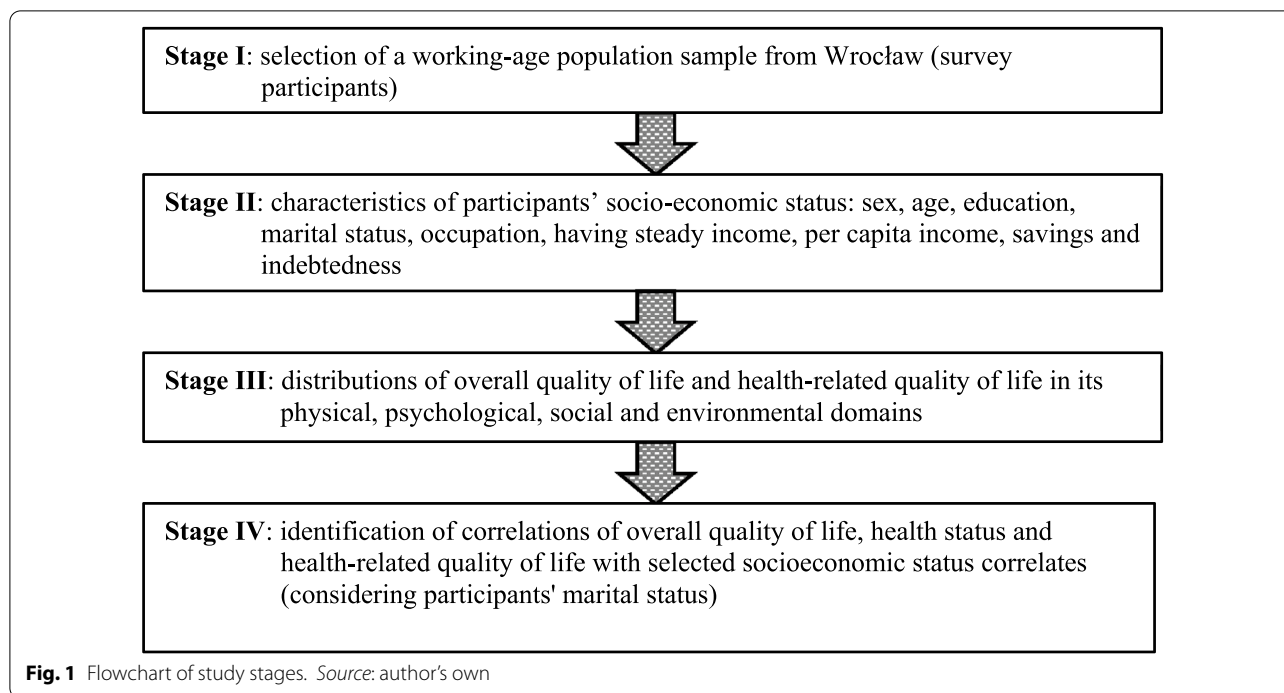 Stage I: selection of a working-age population sample from Wrocław (survey
participants)
Stage II: characteristics of participants’ socio-economic status: sex, age, education,
marital status, occupation, having steady income, per capita income, savings and
indebtedness
Stage III: distributions of overall quality of life and health-related quality of life in its
physical, psychological, social and environmental domains
Stage IV: identification of correlations of overall quality of life, health status and
health-related quality of life with selected socioeconomic status correlates
(considering participants' marital status)
Fig. 1 Flowchart of study stages. Source: author’s own